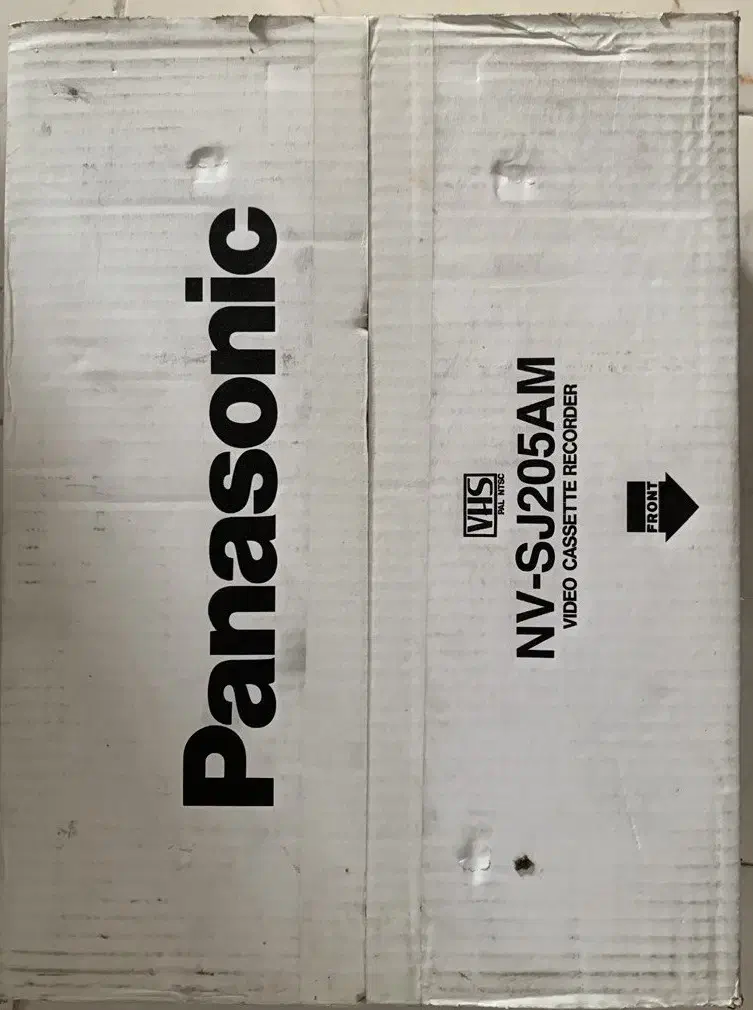 Panasonic
VHS
PAL NTSC
NV-SJ205AM
VIDEO CASSETTE RECORDER
FRONT